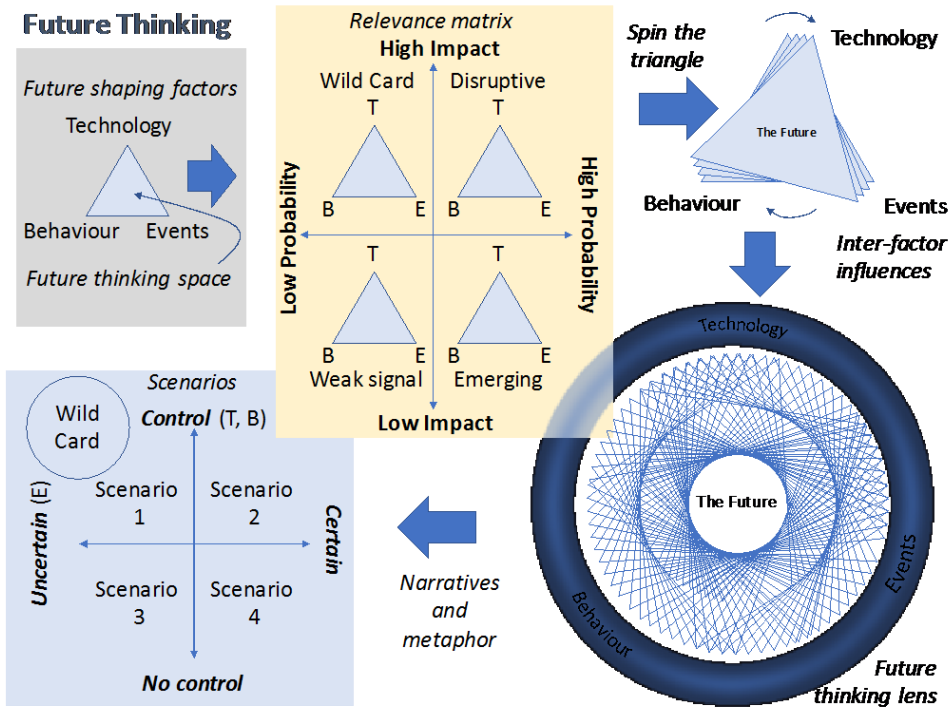 Future Thinking
Future shaping factors
Technology
Behaviour
Events
Future thinking space
Relevance matrix
High Impact
Wild Card
Disruptive
T
T
B
E
B
E
Low Probability
High Probability
T
T
B
E
B
E
Weak signal
Emerging
Low Impact
Spin the
triangle
Technology
The Future
Behaviour
Events
Inter-factor
influences
Technology
The Future
Events
Behaviour
Future
thinking lens
Narratives
and
metaphor
Scenarios
Control (T, B)
Wild
Card
Uncertain (E)
Certain
Scenario
1
Scenario
2
Scenario
3
Scenario
4
No control